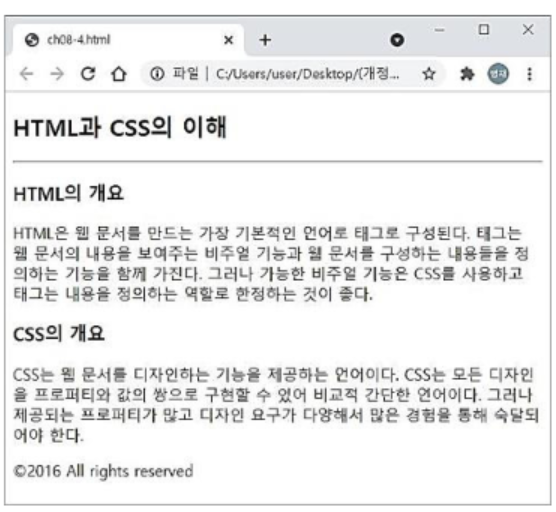 ch08-4.html
파일 | C:/Users/user/Desktop/(개정...
HTML과 CSS의 이해
HTML의 개요
HTML은 웹 문서를 만드는 가장 기본적인 언어로 태그로 구성된다. 태그는
웹 문서의 내용을 보여주는 비주얼 기능과 웹 문서를 구성하는 내용들을 정
의하는 기능을 함께 가진다. 그러나 가능한 비주얼 기능은 CSS를 사용하고
태그는 내용을 정의하는 역할로 한정하는 것이 좋다.
CSS의 개요
CSS는 웹 문서를 디자인하는 기능을 제공하는 언어이다. CSS는 모든 디자인
을 프로퍼티와 값의 쌍으로 구현할 수 있어 비교적 간단한 언어이다. 그러나
제공되는 프로퍼티가 많고 디자인 요구가 다양해서 많은 경험을 통해 숙달되
어야 한다.
©2016 All rights reserved